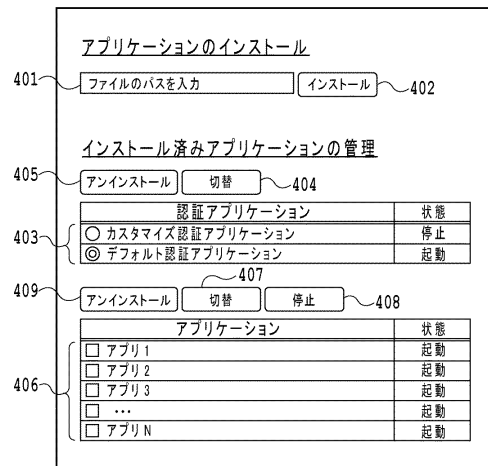 アプリケーションのインストール
401 ファイルのパスを入力 インストール 402
インストール済みアプリケーションの管理
405 アンインストール 切替 404
認証アプリケーション 状態
403 カスタマイズ認証アプリケーション 停止
デフォルト認証アプリケーション 起動
407
409 アンインストール 切替 停止 408
アプリケーション 状態
アプリ1 起動
アプリ2 起動
406 アプリ3 起動
… 起動
アプリN 起動